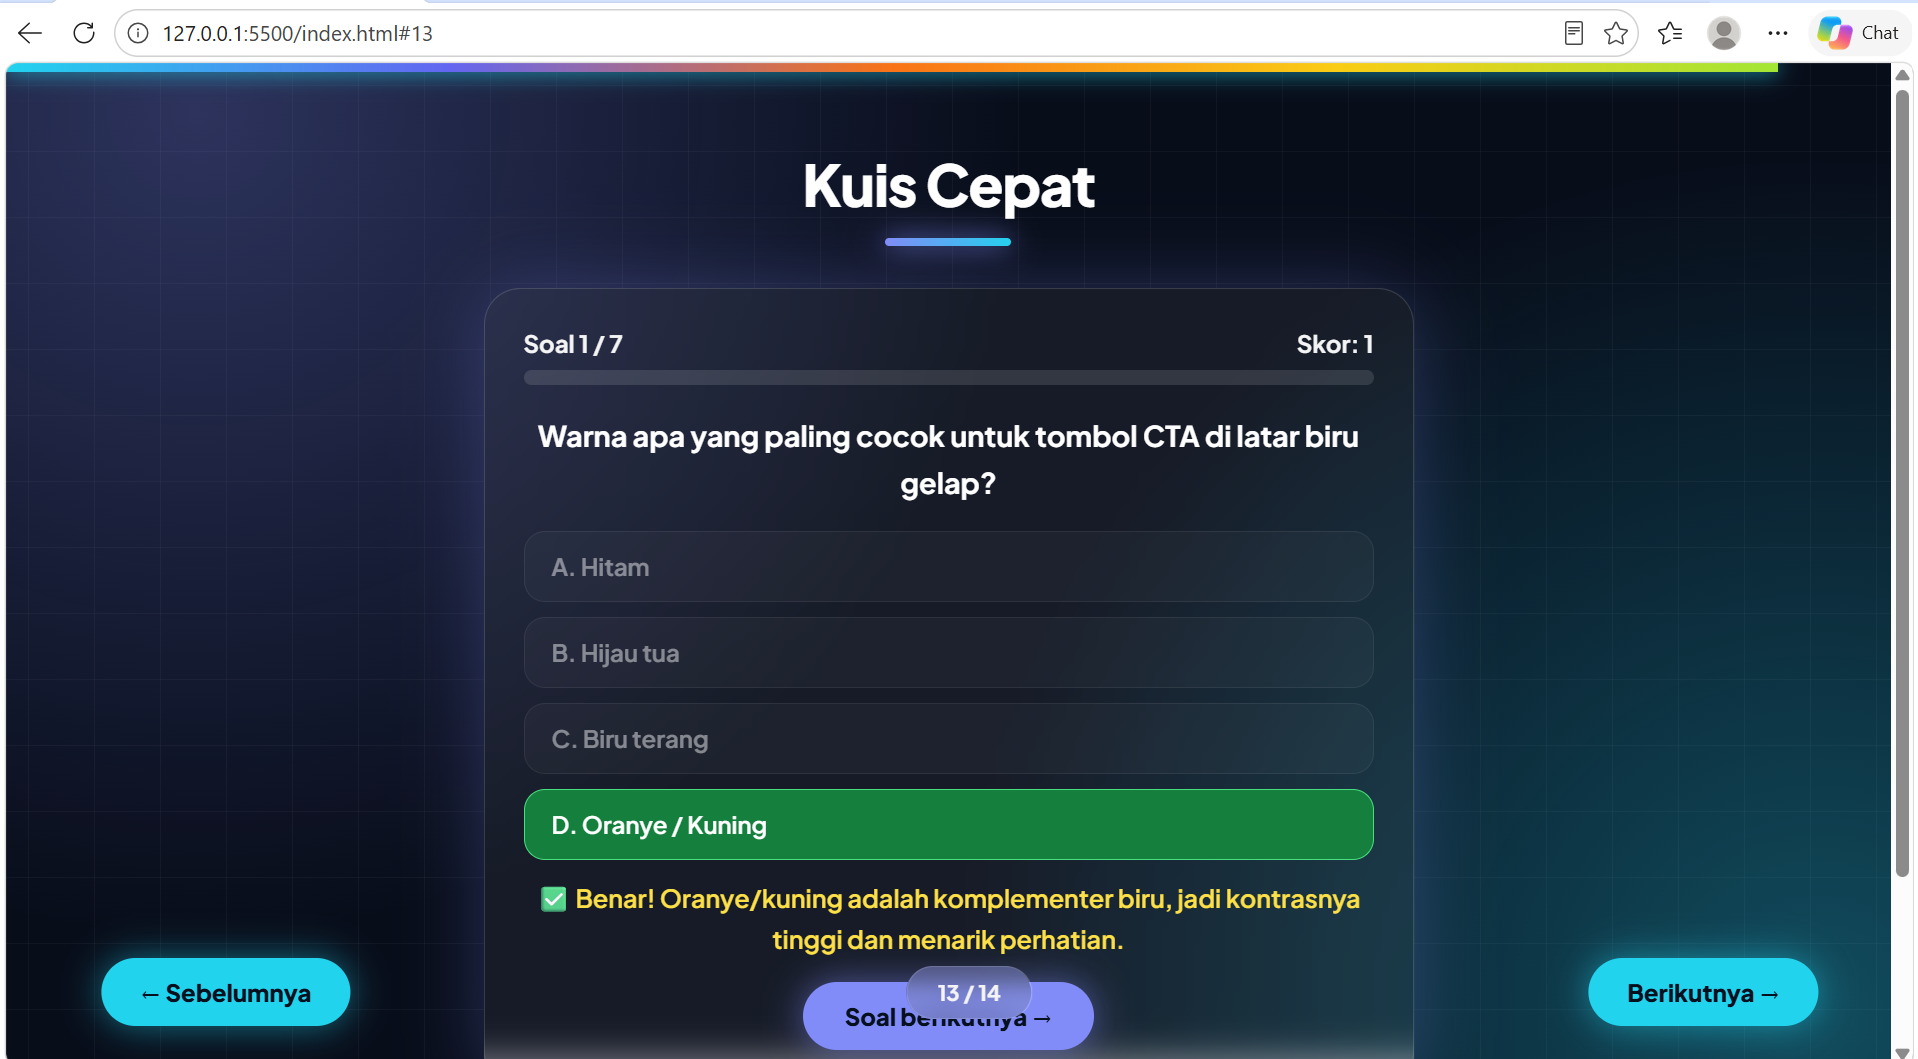 127.0.0.1:5500/index.html#13
Chat
Kuis Cepat
Soal 1 / 7
Skor: 1
Warna apa yang paling cocok untuk tombol CTA di latar biru
gelap?
A. Hitam
B. Hijau tua
C. Biru terang
D. Oranye / Kuning
✅ Benar! Oranye/kuning adalah komplementer biru, jadi kontrasnya
tinggi dan menarik perhatian.
← Sebelumnya
13 / 14
Soal berikutnya →
Berikutnya →